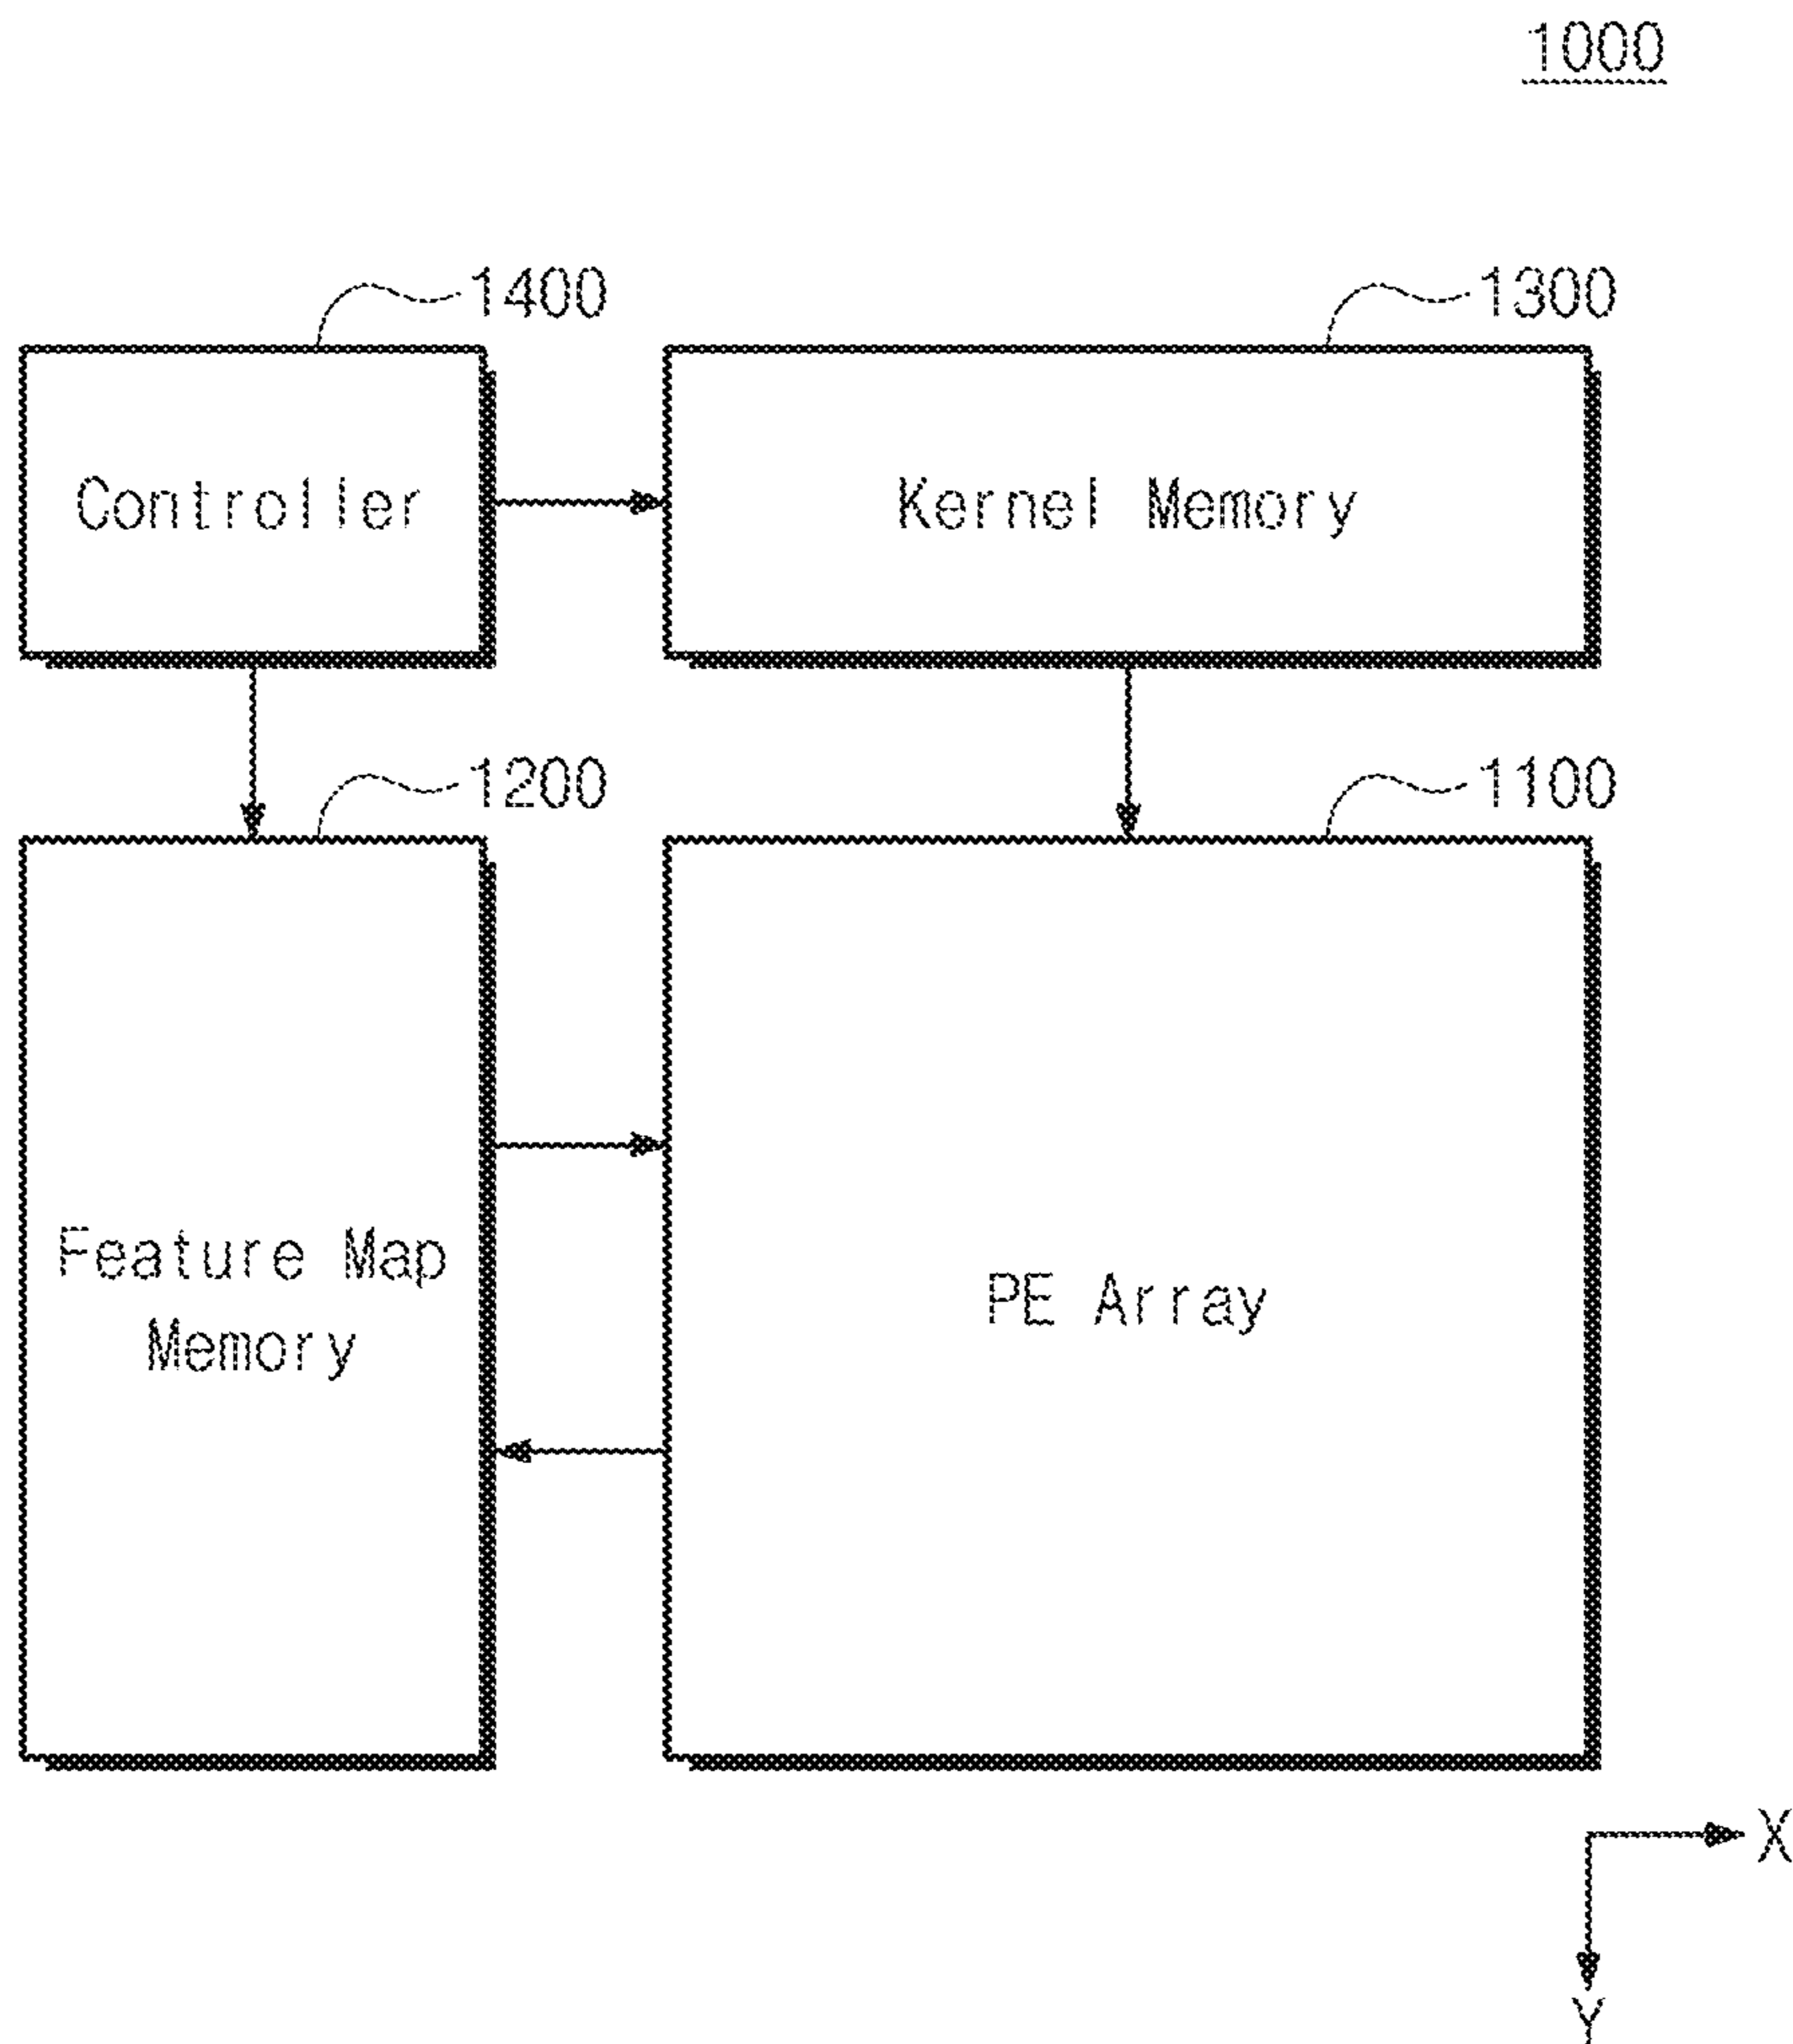 1000
1400
1300
Controller
Kernel Memory
1200
1100
Feature Map
Memory
PE Array
X
Y